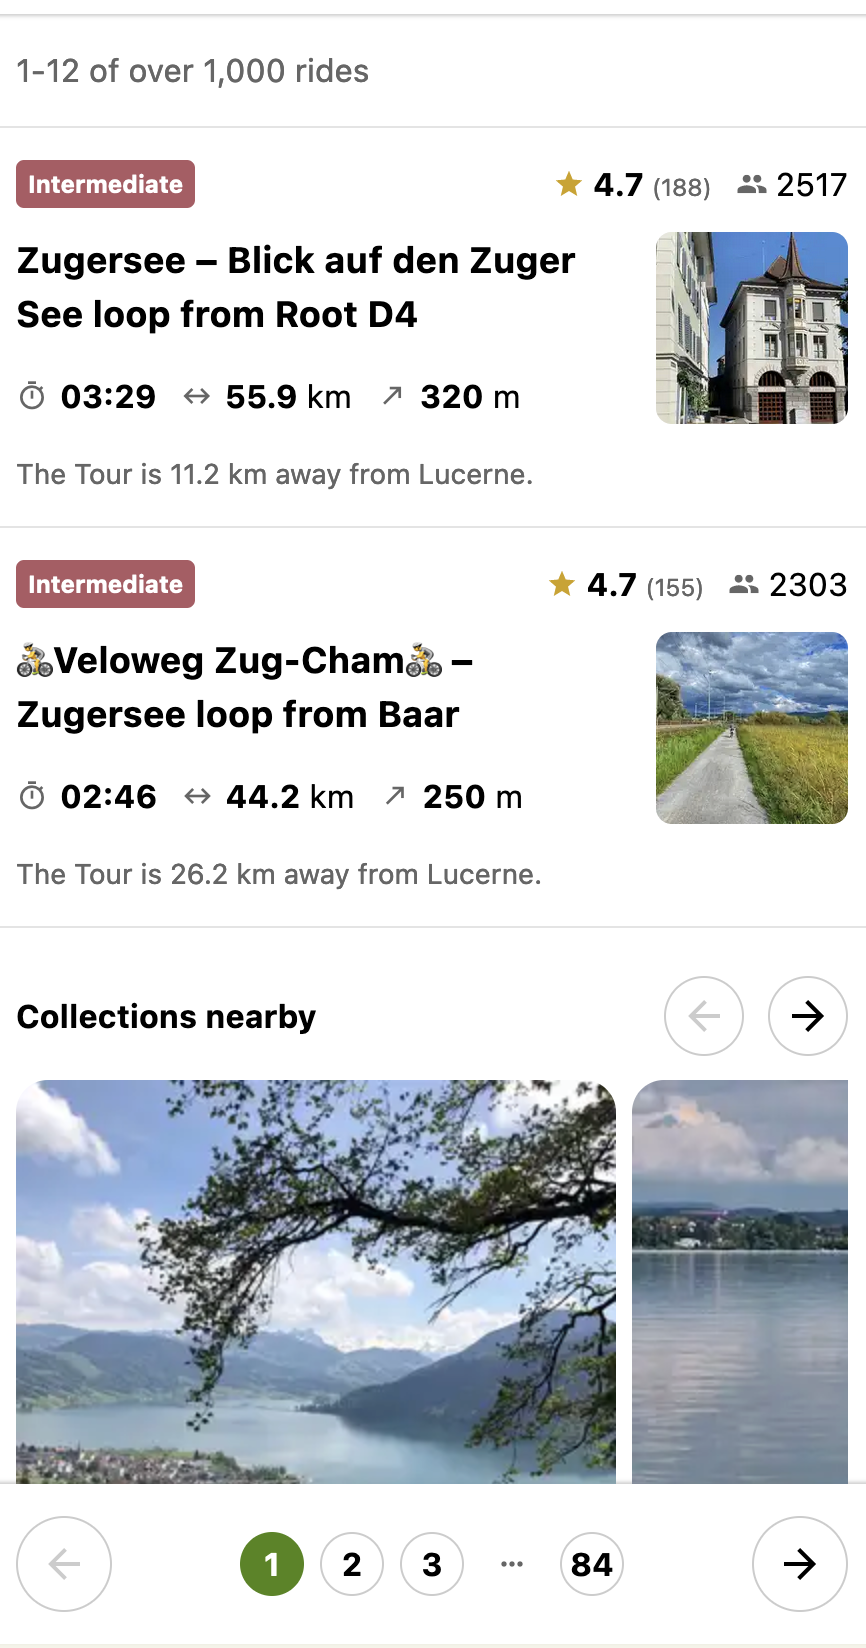 1-12 of over 1,000 rides
Intermediate
4.7 (188) 2517
Zugersee – Blick auf den Zuger
See loop from Root D4
03:29 55.9 km 320 m
The Tour is 11.2 km away from Lucerne.
Intermediate
4.7 (155) 2303
🚴Veloweg Zug-Cham🚴 –
Zugersee loop from Baar
02:46 44.2 km 250 m
The Tour is 26.2 km away from Lucerne.
Collections nearby
1 2 3 ... 84